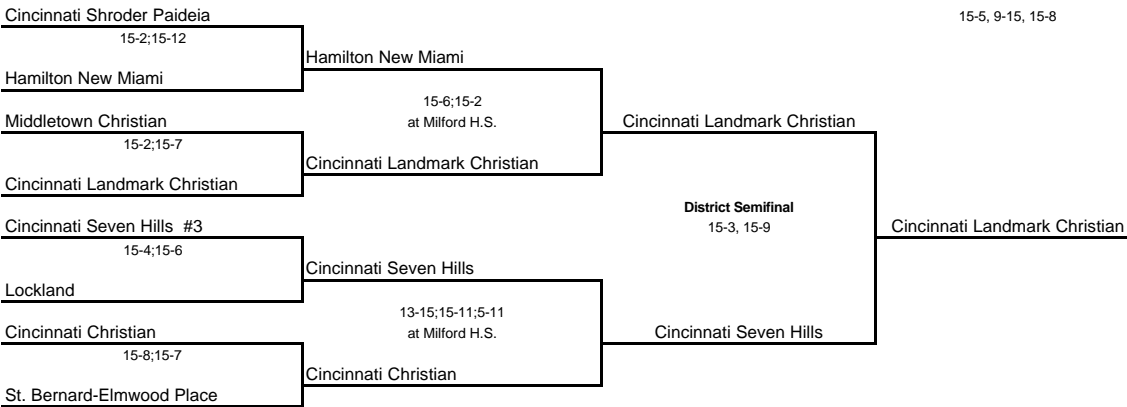 Cincinnati Shroder Paideia
15-5, 9-15, 15-8
15-2;15-12
Hamilton New Miami
Hamilton New Miami
15-6;15-2
Middletown Christian
at Milford H.S.
Cincinnati Landmark Christian
15-2;15-7
Cincinnati Landmark Christian
Cincinnati Landmark Christian
District Semifinal
Cincinnati Seven Hills  #3
15-3, 15-9
Cincinnati Landmark Christian
15-4;15-6
Cincinnati Seven Hills
Lockland
13-15;15-11;5-11
Cincinnati Christian
at Milford H.S.
Cincinnati Seven Hills
15-8;15-7
Cincinnati Christian
St. Bernard-Elmwood Place